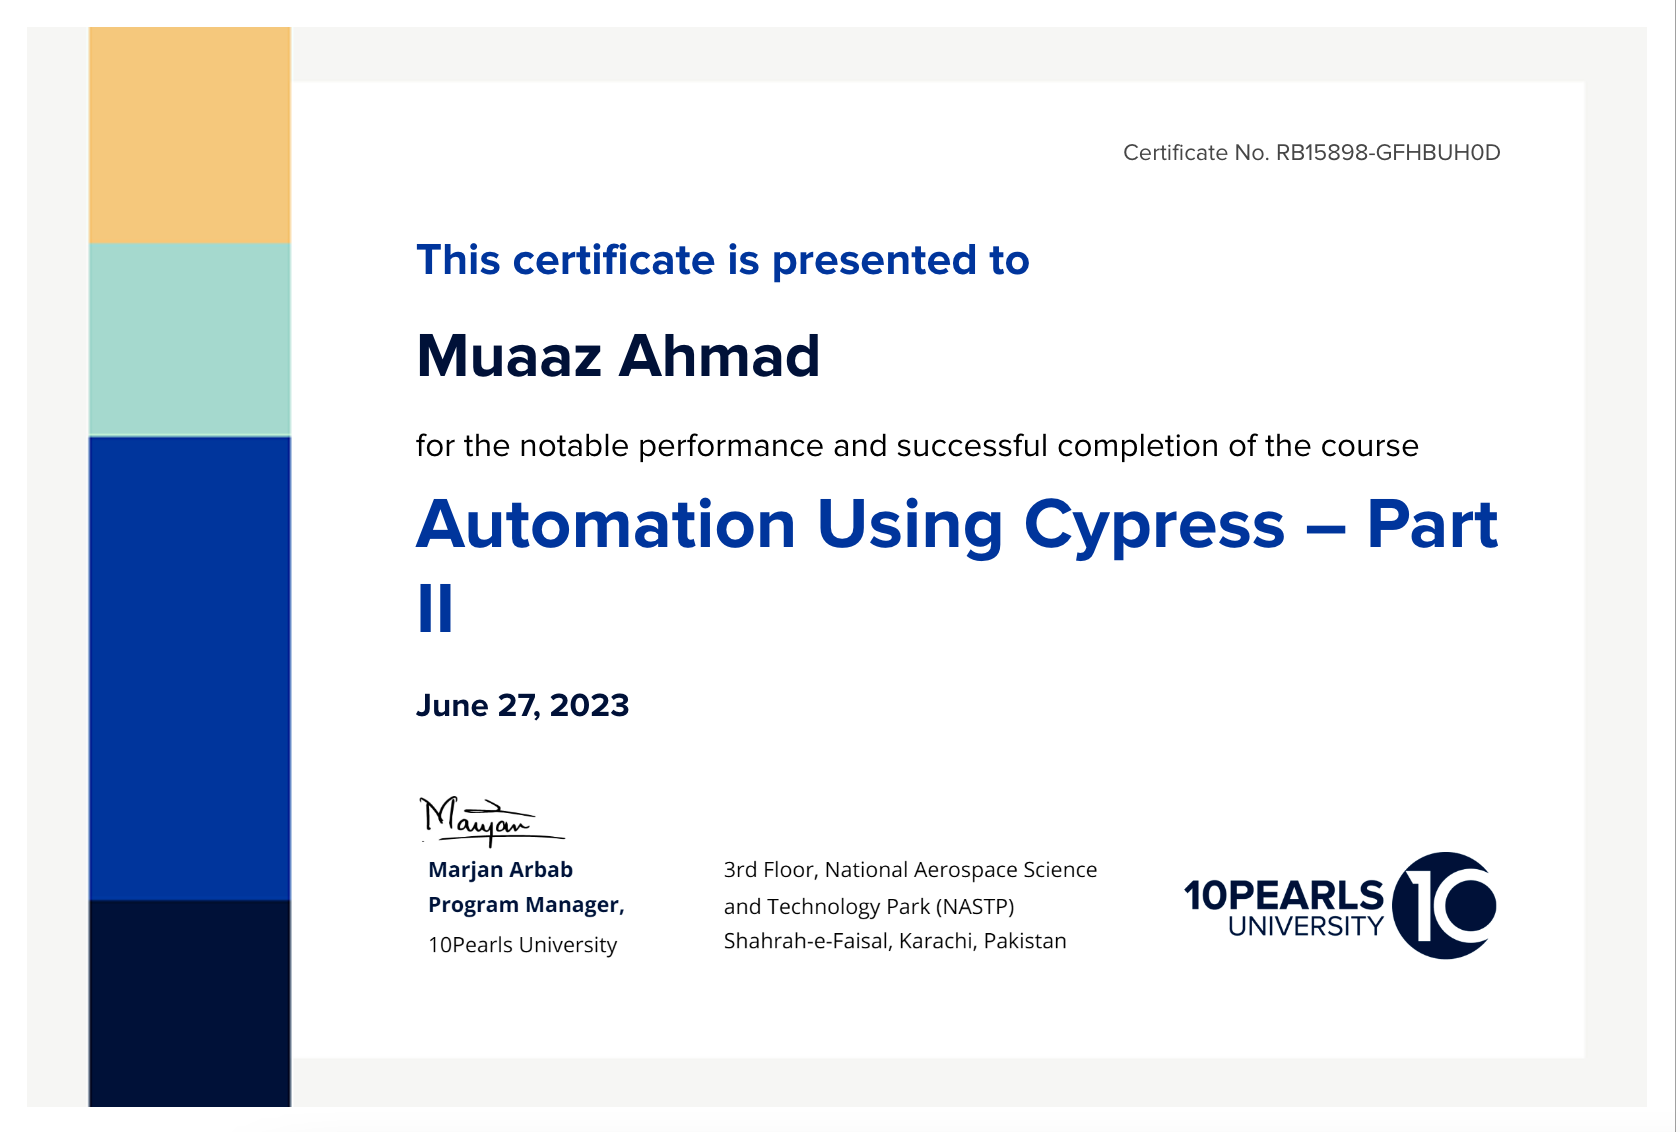 Certificate No. RB15898-GFHBUH0D
This certificate is presented to
Muaaz Ahmad
for the notable performance and successful completion of the course
Automation Using Cypress – Part
II
June 27, 2023
Marjan
Marjan Arbab
Program Manager,
10Pearls University
3rd Floor, National Aerospace Science
and Technology Park (NASTP)
Shahrah-e-Faisal, Karachi, Pakistan
10PEARLS
UNIVERSITY
10